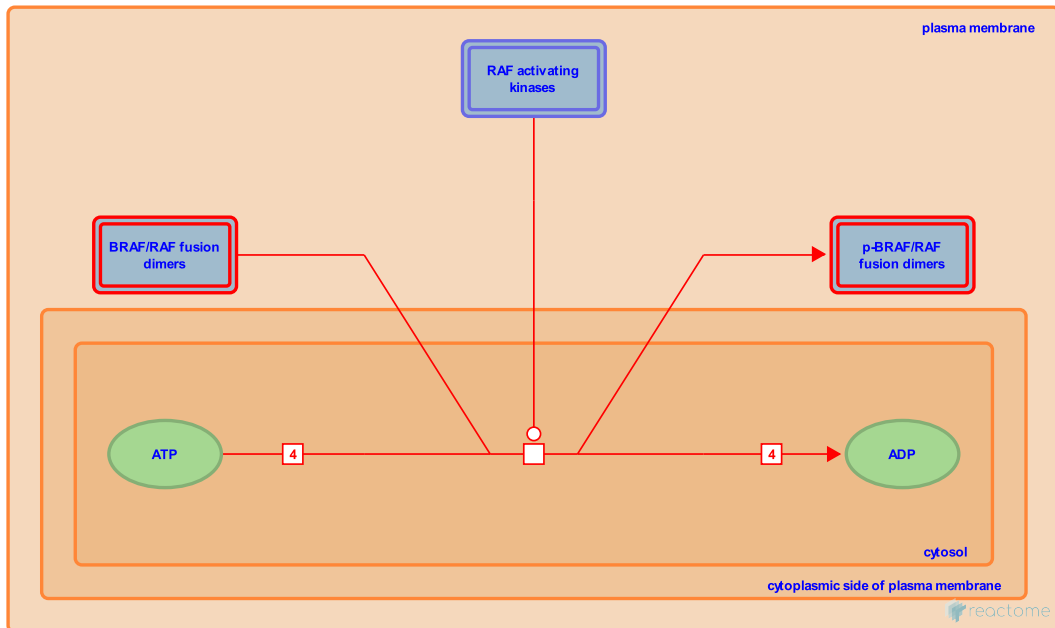 plasma membrane
RAF activating
kinases
BRAF/RAF fusion
dimers
p-BRAF/RAF
fusion dimers
ATP
4
4
ADP
cytosol
cytoplasmic side of plasma membrane
reactome